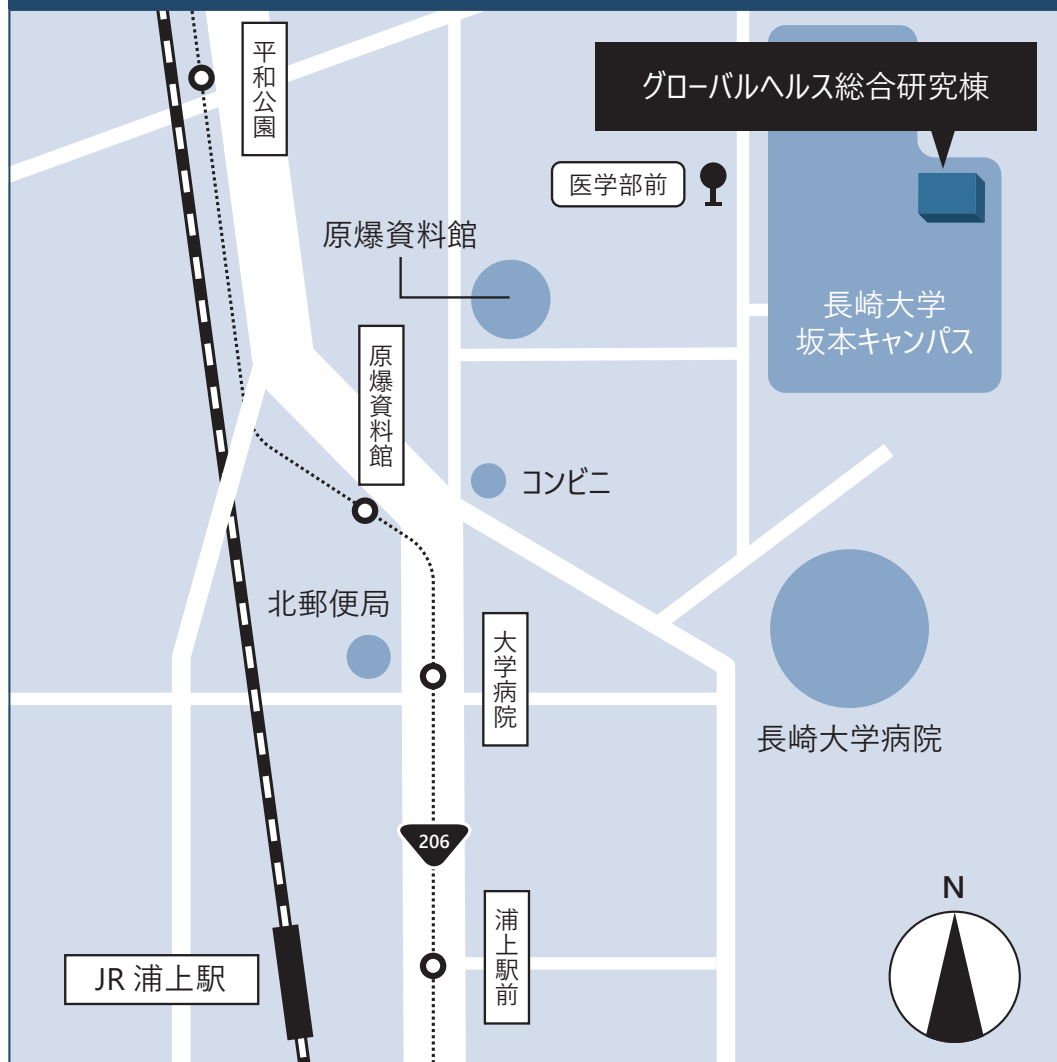 平和公園
グローバルヘルス総合研究棟
医学部前
原爆資料館
長崎大学
坂本キャンパス
原爆資料館
コンビニ
北郵便局
大学病院
長崎大学病院
206
N
浦上駅前
JR 浦上駅